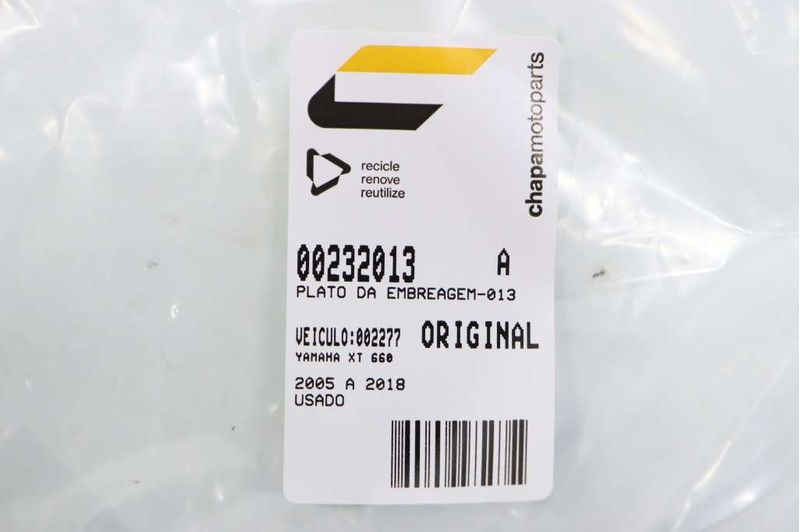 chapamotoparts
recicle
renove
reutilize
00232013 A
PLATO DA EMBREAGEM-013
VEICULO:002277 ORIGINAL
YAMAHA XT 660
2005 A 2018
USADO